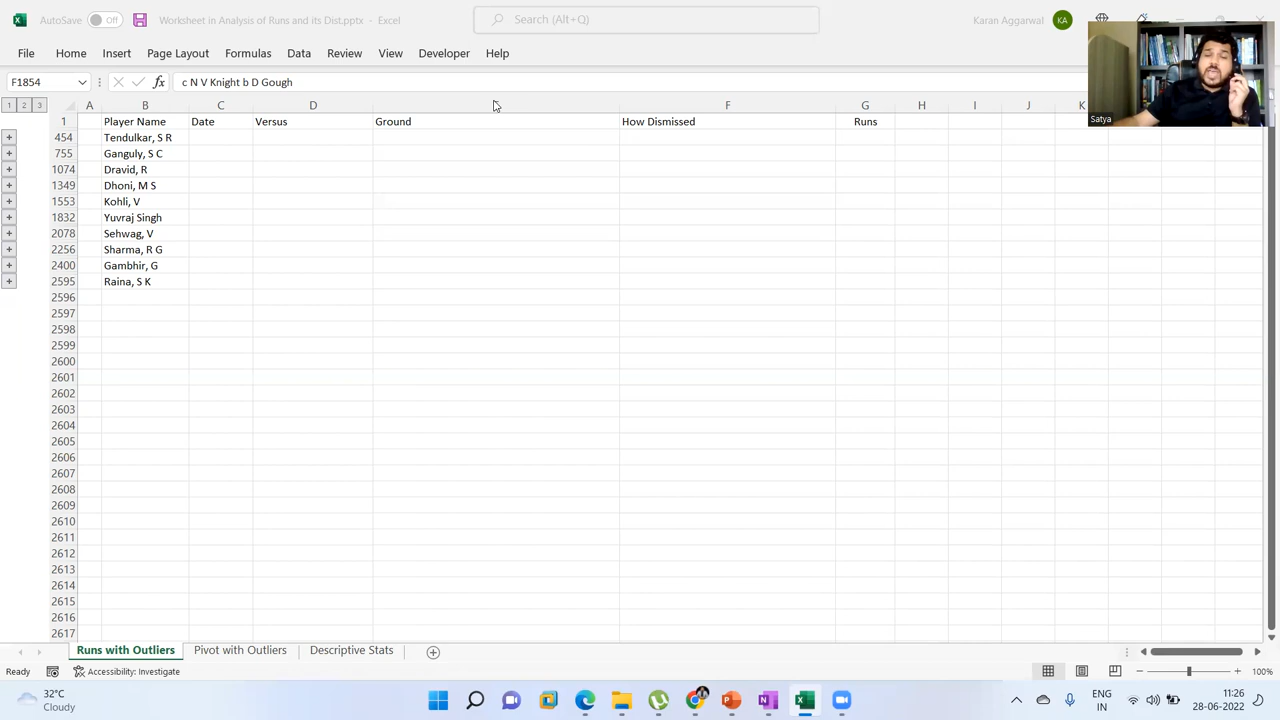 AutoSave Off Worksheet in Analysis of Runs and its Dist.pptx - Excel Search (Alt+Q) Karan Aggarwal KA
File Home Insert Page Layout Formulas Data Review View Developer
F1854 fx c N V Knight b D Gough
Satya
1 2 3 A B C D F G H I J K
1 Player Name Date Versus Ground How Dismissed Runs
454 Tendulkar, S R
755 Ganguly, S C
1074 Dravid, R
1349 Dhoni, M S
1553 Kohli, V
1832 Yuvraj Singh
2078 Sehwag, V
2256 Sharma, R G
2400 Gambhir, G
2595 Raina, S K
2596
2597
2598
2599
2600
2601
2602
2603
2604
2605
2606
2607
2608
2609
2610
2611
2612
2613
2614
2615
2616
2617
Runs with Outliers Pivot with Outliers Descriptive Stats
Ready Accessibility: Investigate 100%
32°C
Cloudy
ENG
IN
11:26
28-06-2022